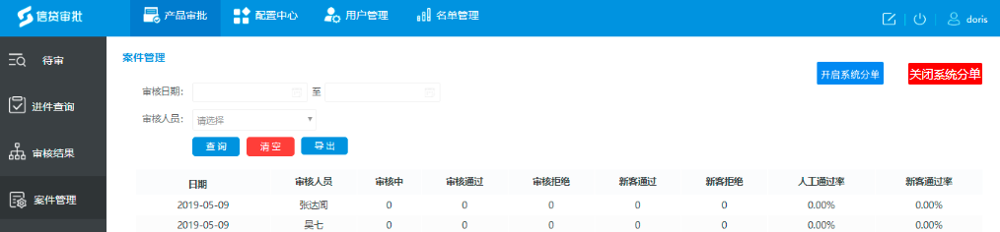 信贷审批 产品审批 配置中心 用户管理 名单管理 doris
待审
进件查询
审核结果
案件管理
案件管理
开启系统分单 关闭系统分单
审核日期： 至
审核人员： 请选择
查询 清空 导出
日期 审核人员 审核中 审核通过 审核拒绝 新客通过 新客拒绝 人工通过率 新客通过率
2019-05-09 张达闻 0 0 0 0 0 0.00% 0.00%
2019-05-09 吴七 0 0 0 0 0 0.00% 0.00%